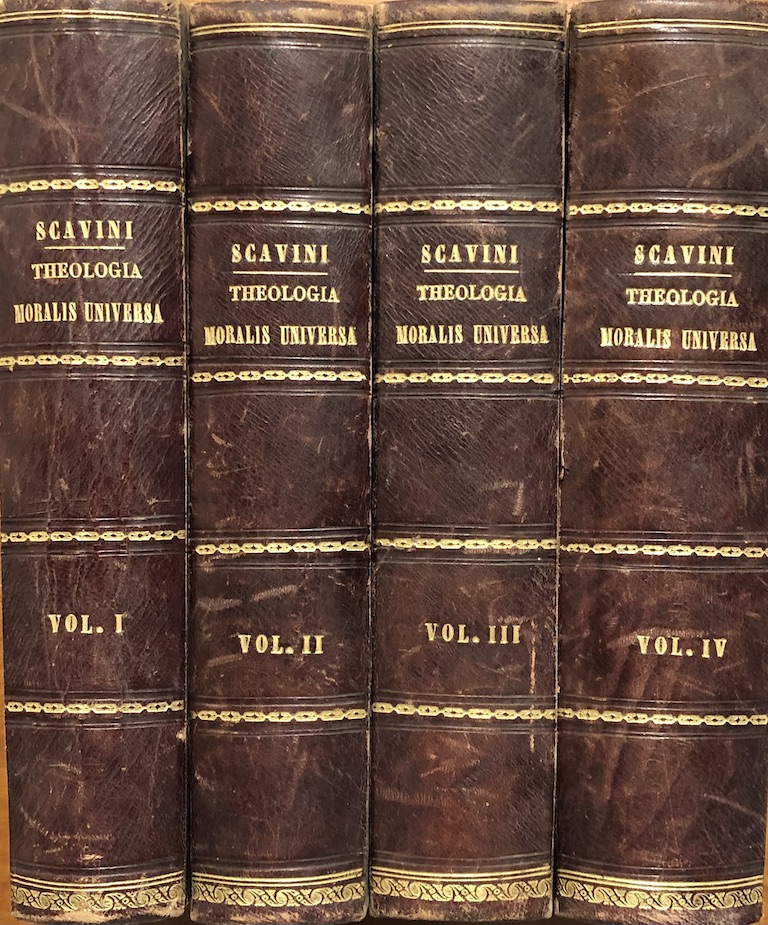 SCAVINI
THEOLOGIA
MORALIS UNIVERSA
VOL. I
SCAVINI
THEOLOGIA
MORALIS UNIVERSA
VOL. II
SCAVINI
THEOLOGIA
MORALIS UNIVERSA
VOL. III
SCAVINI
THEOLOGIA
MORALIS UNIVERSA
VOL. IV